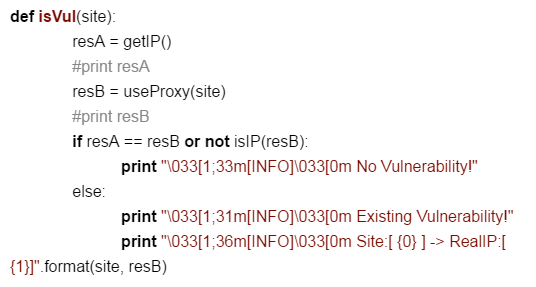 def isVul(site):
resA = getIP()
#print resA
resB = useProxy(site)
#print resB
if resA == resB or not isIP(resB):
print "\033[1;33m[INFO]\033[0m No Vulnerability!"
else:
print "\033[1;31m[INFO]\033[0m Existing Vulnerability!"
print "\033[1;36m[INFO]\033[0m Site:[ {0} ] -> RealIP:[
{1}]".format(site, resB)